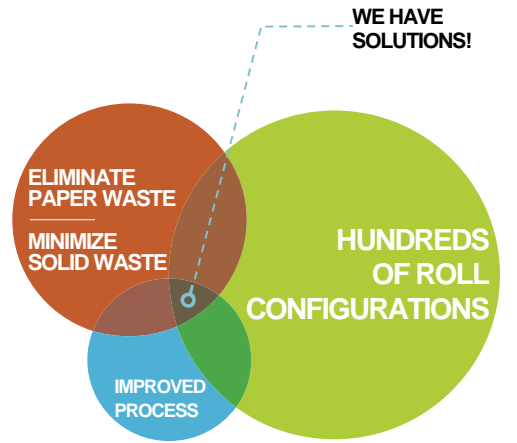 WE HAVE
SOLUTIONS!
ELIMINATE
PAPER WASTE
MINIMIZE
SOLID WASTE
HUNDREDS
OF ROLL
CONFIGURATIONS
IMPROVED
PROCESS